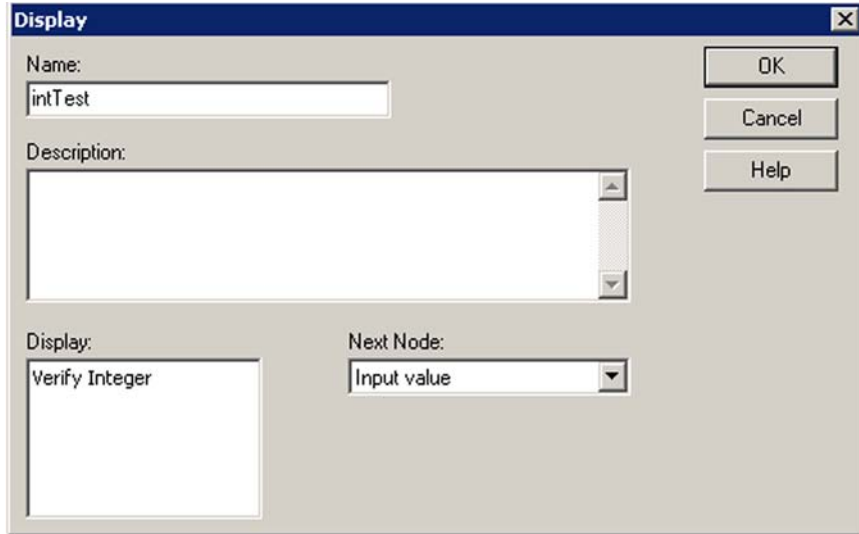 Display
Name:
OK
intTest
Cancel
Description:
Help
Display:
Next Node:
Verify Integer
Input value